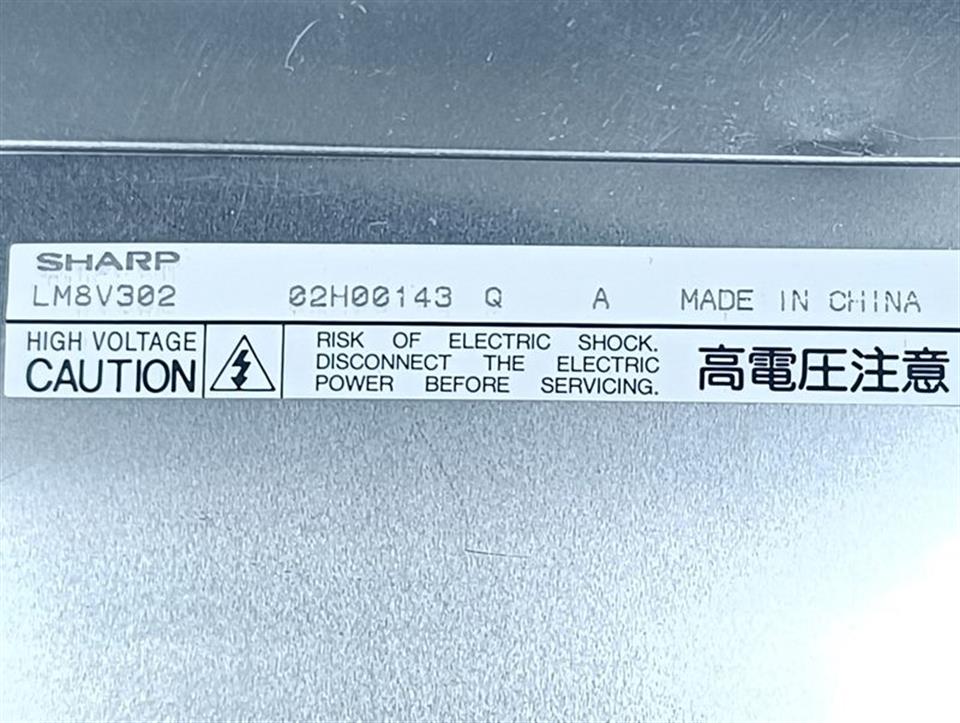 SHARP
LM8V302 02H00143 Q A MADE IN CHINA
HIGH VOLTAGE
CAUTION
RISK OF ELECTRIC SHOCK.
DISCONNECT THE ELECTRIC
POWER BEFORE SERVICING.
高電圧注意